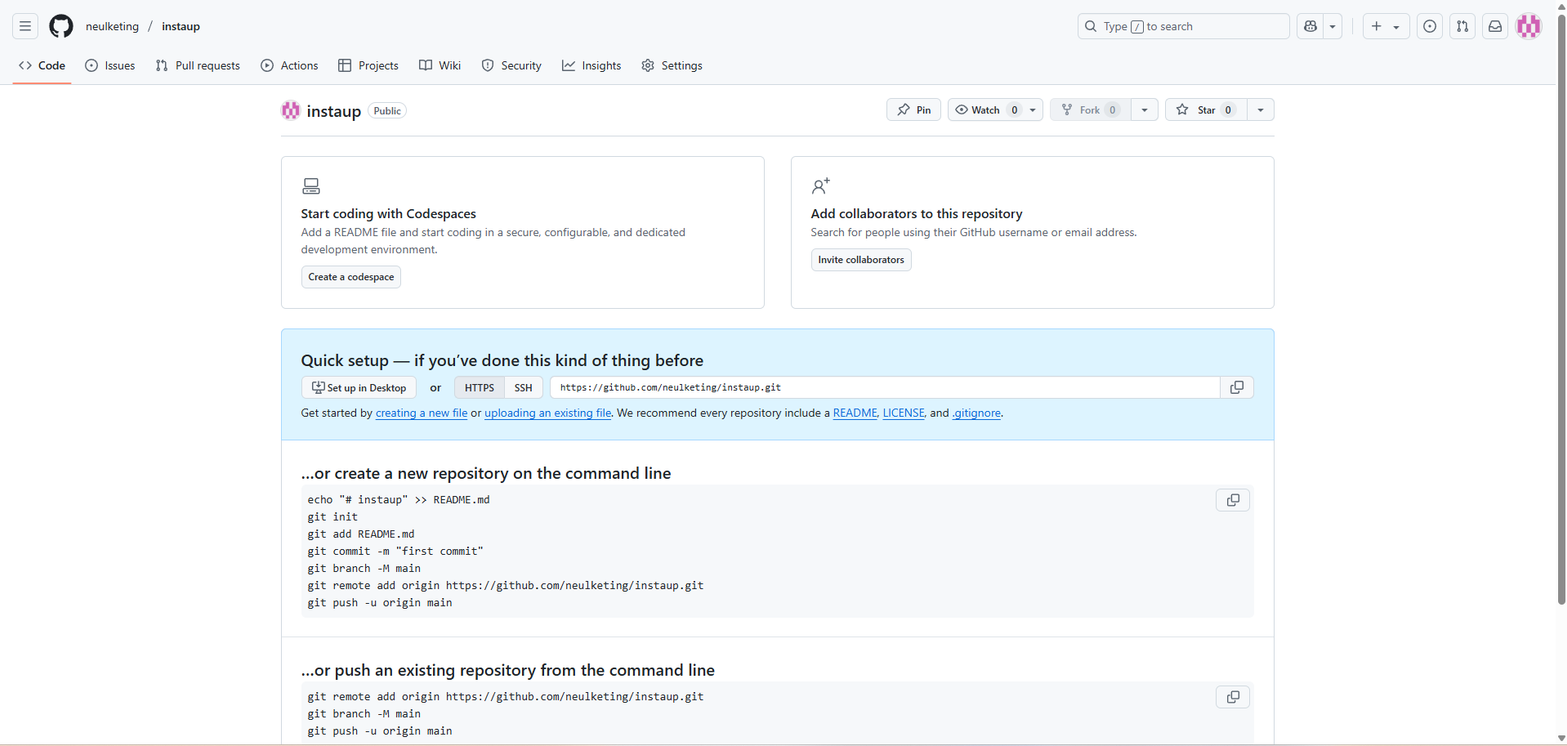 neulketing / instaup
Type / to search
Code
Issues
Pull requests
Actions
Projects
Wiki
Security
Insights
Settings
instaup Public
Pin
Watch 0
Fork 0
Star 0
Start coding with Codespaces
Add a README file and start coding in a secure, configurable, and dedicated
development environment.
Create a codespace
Add collaborators to this repository
Search for people using their GitHub username or email address.
Invite collaborators
Quick setup — if you’ve done this kind of thing before
Set up in Desktop or HTTPS SSH https://github.com/neulketing/instaup.git
Get started by creating a new file or uploading an existing file. We recommend every repository include a README, LICENSE, and .gitignore.
…or create a new repository on the command line
echo "# instaup" >> README.md
git init
git add README.md
git commit -m "first commit"
git branch -M main
git remote add origin https://github.com/neulketing/instaup.git
git push -u origin main
…or push an existing repository from the command line
git remote add origin https://github.com/neulketing/instaup.git
git branch -M main
git push -u origin main